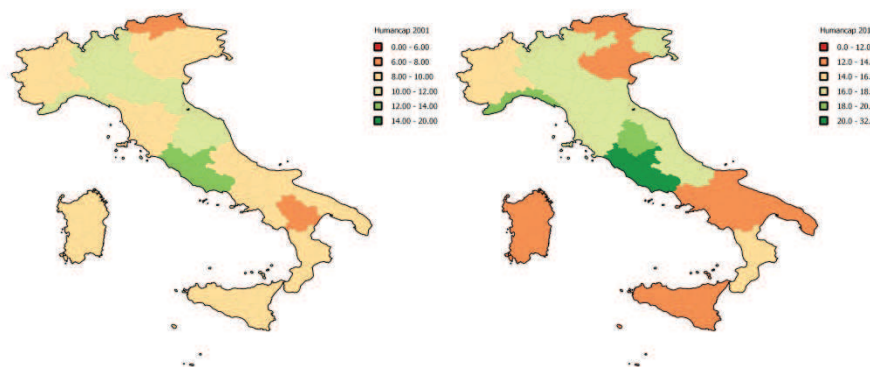 Humancap 2001
0.00 - 6.00
6.00 - 8.00
8.00 - 10.00
10.00 - 12.00
12.00 - 14.00
14.00 - 20.00
Humancap 2001
0.0 - 12.0
12.0 - 14.
14.0 - 16.
16.0 - 18.
18.0 - 20.
20.0 - 32.